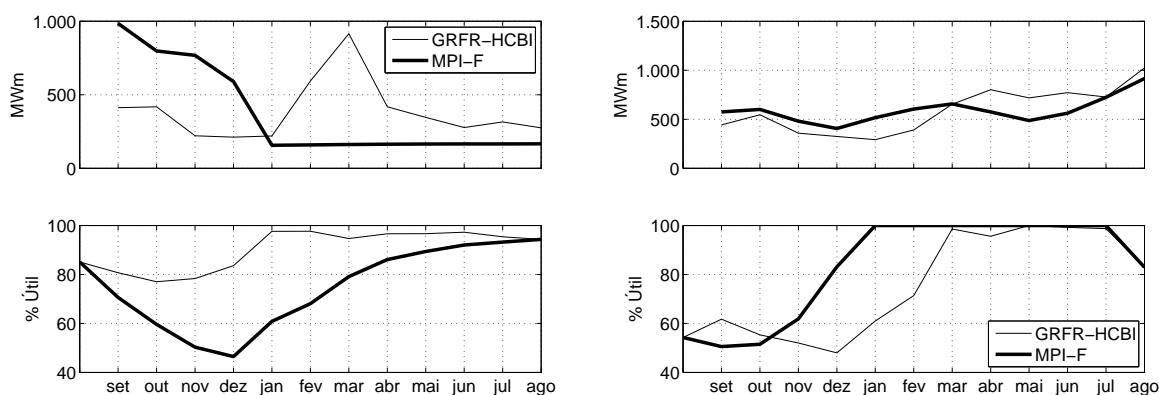 1.000
500
0
MWm
GRFR−HCBI
MPI−F
1.500
1.000
500
0
MWm
100
80
60
40
% Útil
set out nov dez jan fev mar abr mai jun jul ago
100
80
60
40
% Útil
GRFR−HCBI
MPI−F
set out nov dez jan fev mar abr mai jun jul ago